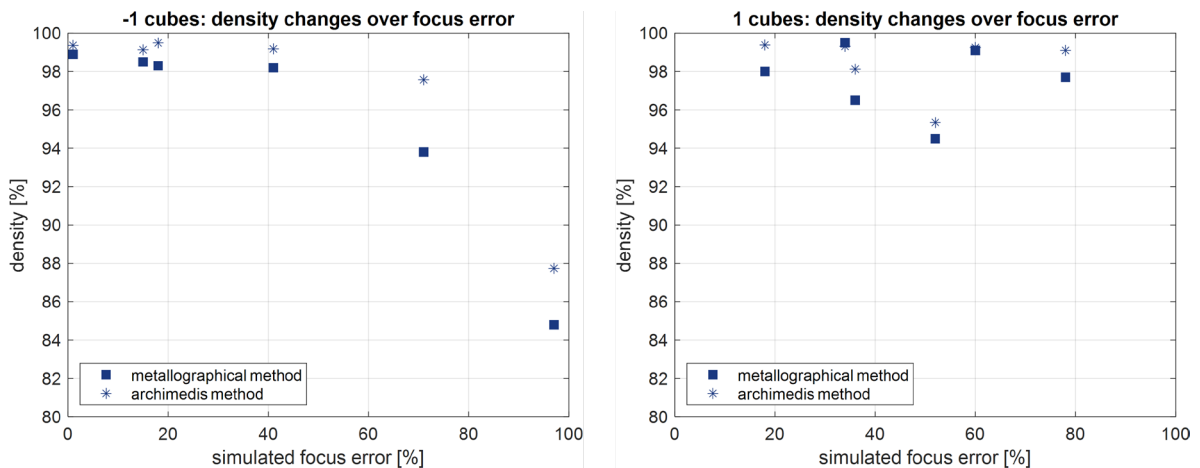 -1 cubes: density changes over focus error
100
98
96
94
92
90
88
86
84
82
80
density [%]
metallographical method
archimedis method
0 20 40 60 80 100
simulated focus error [%]
1 cubes: density changes over focus error
100
98
96
94
92
90
88
86
84
82
80
density [%]
metallographical method
archimedis method
0 20 40 60 80 100
simulated focus error [%]